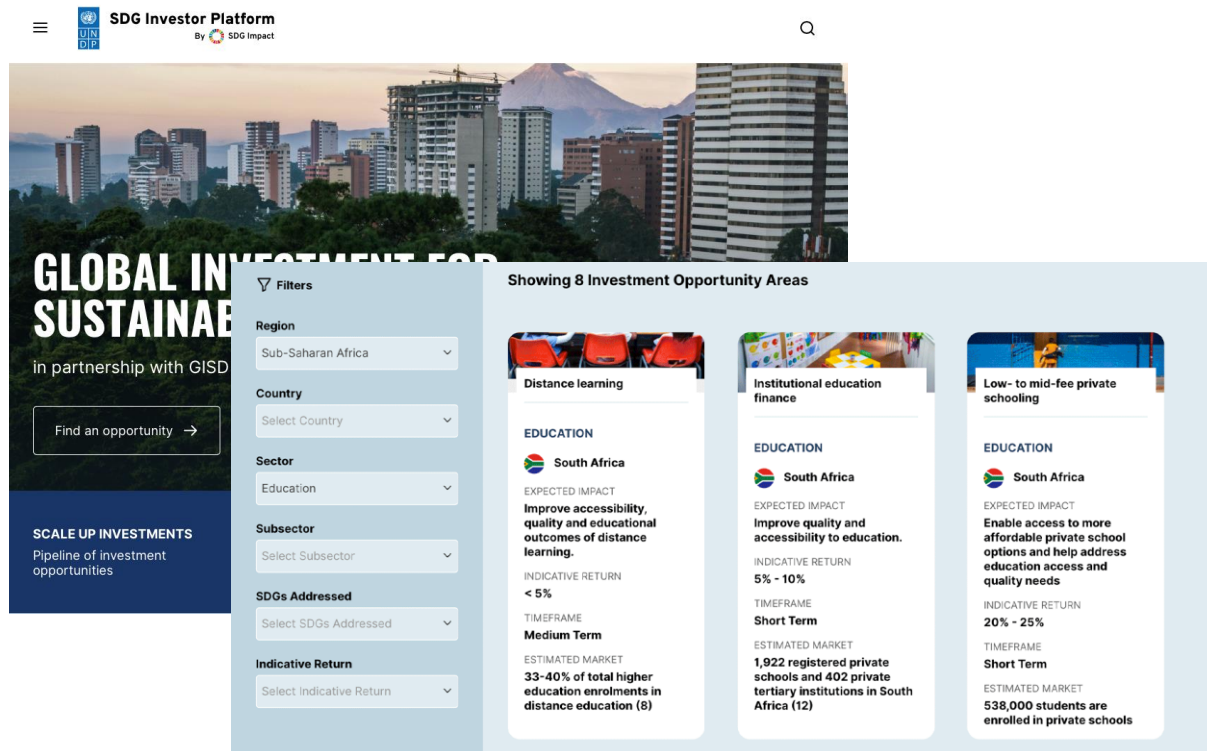 UN
DP
SDG Investor Platform
By SDG Impact
GLOBAL INVESTMENT FOR
SUSTAINAB
in partnership with GISD
Find an opportunity →
SCALE UP INVESTMENTS
Pipeline of investment
opportunities
Filters
Region
Sub-Saharan Africa
Country
Select Country
Sector
Education
Subsector
Select Subsector
SDGs Addressed
Select SDGs Addressed
Indicative Return
Select Indicative Return
Showing 8 Investment Opportunity Areas
Distance learning
EDUCATION
South Africa
EXPECTED IMPACT
Improve accessibility,
quality and educational
outcomes of distance
learning.
INDICATIVE RETURN
< 5%
TIMEFRAME
Medium Term
ESTIMATED MARKET
33-40% of total higher
education enrolments in
distance education (8)
Institutional education
finance
EDUCATION
South Africa
EXPECTED IMPACT
Improve quality and
accessibility to education.
INDICATIVE RETURN
5% - 10%
TIMEFRAME
Short Term
ESTIMATED MARKET
1,922 registered private
schools and 402 private
tertiary institutions in South
Africa (12)
Low- to mid-fee private
schooling
EDUCATION
South Africa
EXPECTED IMPACT
Enable access to more
affordable private school
options and help address
education access and
quality needs
INDICATIVE RETURN
20% - 25%
TIMEFRAME
Short Term
ESTIMATED MARKET
538,000 students are
enrolled in private schools